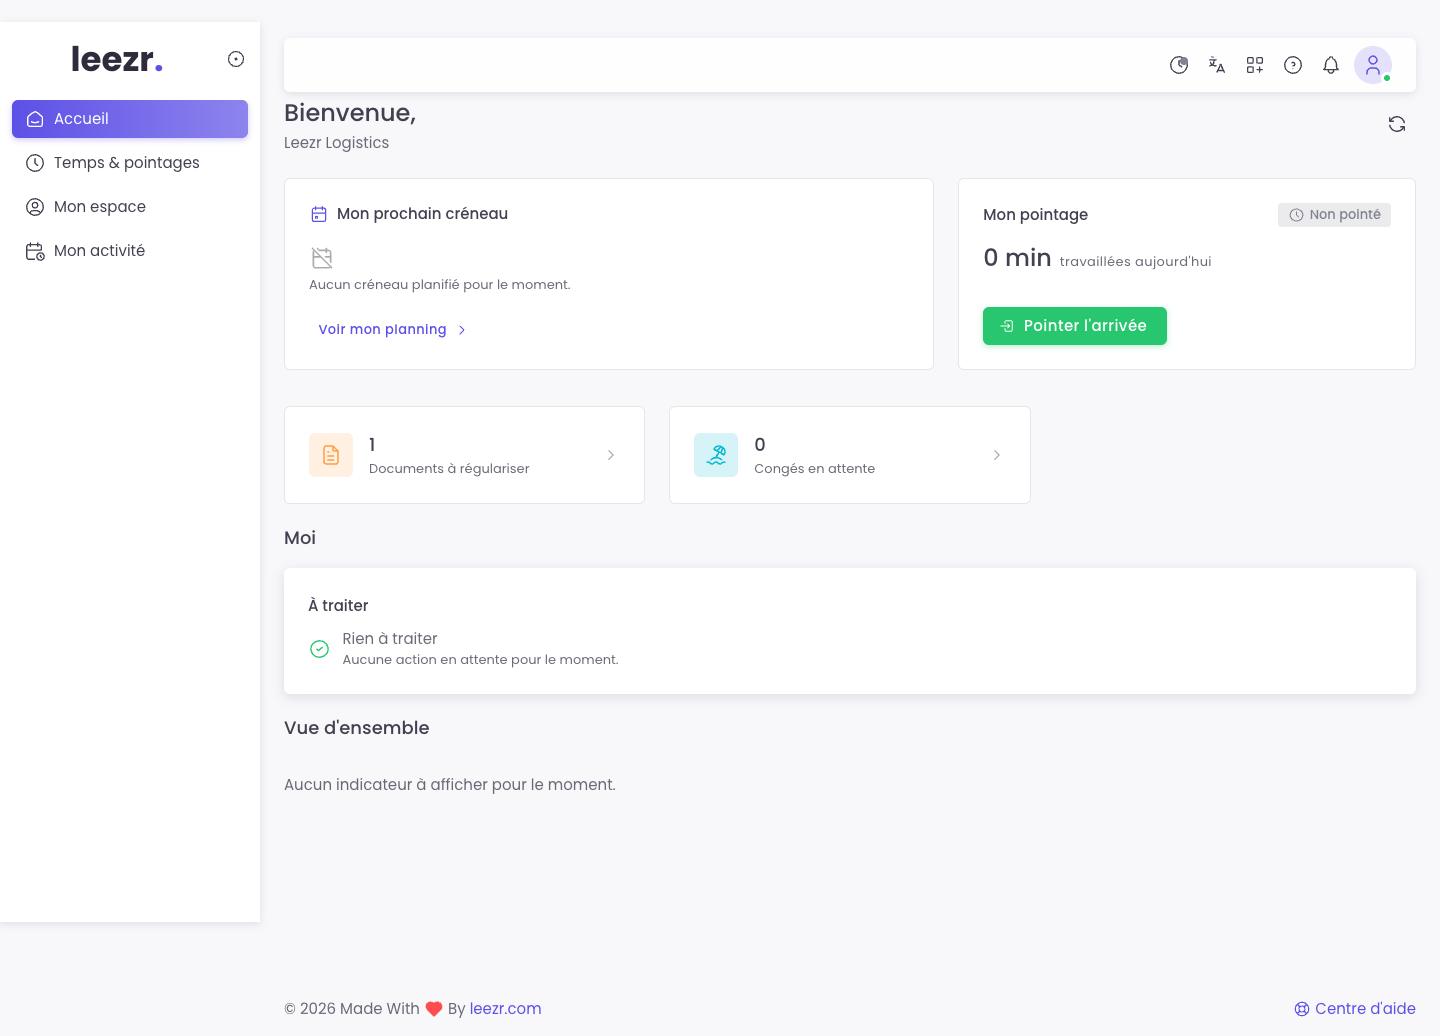 leezr.
Accueil
Temps & pointages
Mon espace
Mon activité
Bienvenue,
Leezr Logistics
Mon prochain créneau
Aucun créneau planifié pour le moment.
Voir mon planning
Mon pointage
Non pointé
0 min travaillées aujourd'hui
Pointer l'arrivée
1
Documents à régulariser
0
Congés en attente
Moi
À traiter
Rien à traiter
Aucune action en attente pour le moment.
Vue d'ensemble
Aucun indicateur à afficher pour le moment.
© 2026 Made With By leezr.com
Centre d'aide